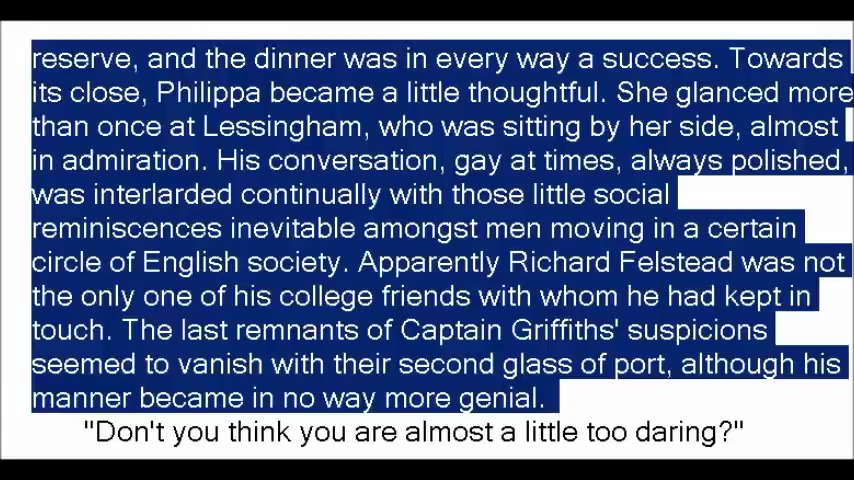 reserve, and the dinner was in every way a success. Towards
its close, Philippa became a little thoughtful. She glanced more
than once at Lessingham, who was sitting by her side, almost
in admiration. His conversation, gay at times, always polished,
was interlarded continually with those little social
reminiscences inevitable amongst men moving in a certain
circle of English society. Apparently Richard Felstead was not
the only one of his college friends with whom he had kept in
touch. The last remnants of Captain Griffiths' suspicions
seemed to vanish with their second glass of port, although his
manner became in no way more genial.
"Don't you think you are almost a little too daring?"